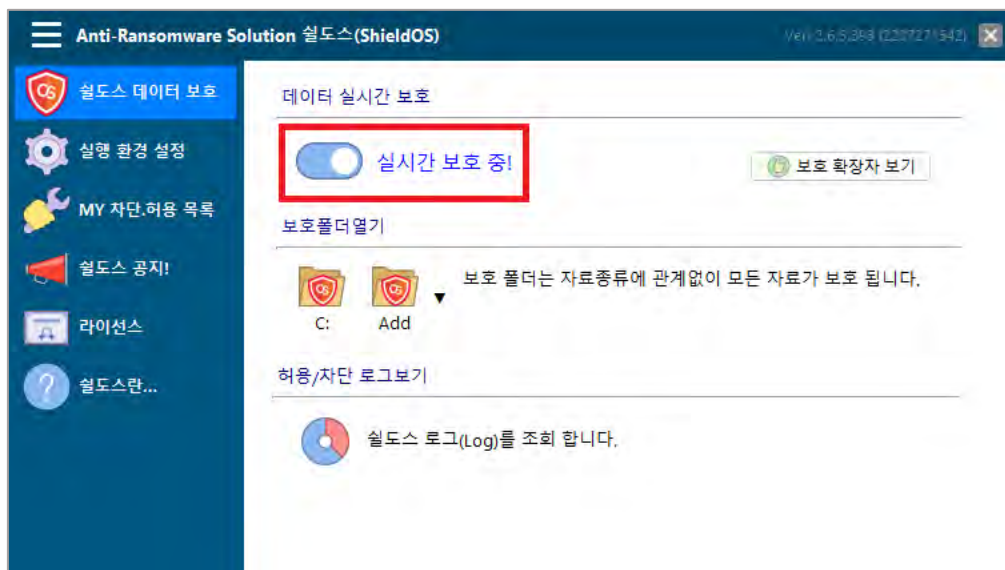 Anti-Ransomware Solution 쉴도스(ShieldOS)
쉴도스 데이터 보호
실행 환경 설정
MY 차단.허용 목록
쉴도스 공지!
라이선스
쉴도스란...
데이터 실시간 보호
실시간 보호 중!
보호 확장자 보기
보호폴더열기
보호 폴더는 자료종류에 관계없이 모든 자료가 보호 됩니다.
C:
Add
허용/차단 로그보기
쉴도스 로그(Log)를 조회 합니다.